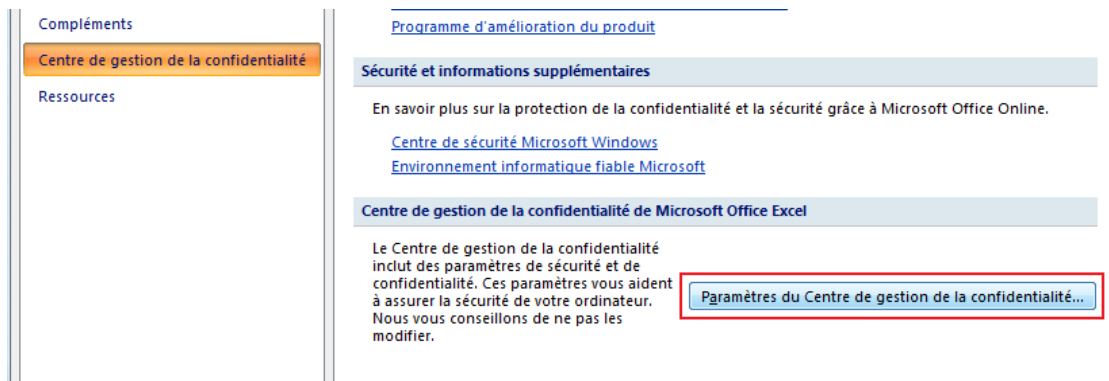 Compléments
Centre de gestion de la confidentialité
Ressources
Programme d'amélioration du produit
Sécurité et informations supplémentaires
En savoir plus sur la protection de la confidentialité et la sécurité grâce à Microsoft Office Online.
Centre de sécurité Microsoft Windows
Environnement informatique fiable Microsoft
Centre de gestion de la confidentialité de Microsoft Office Excel
Le Centre de gestion de la confidentialité
inclut des paramètres de sécurité et de
confidentialité. Ces paramètres vous aident
à assurer la sécurité de votre ordinateur.
Nous vous conseillons de ne pas les
modifier.
Paramètres du Centre de gestion de la confidentialité...